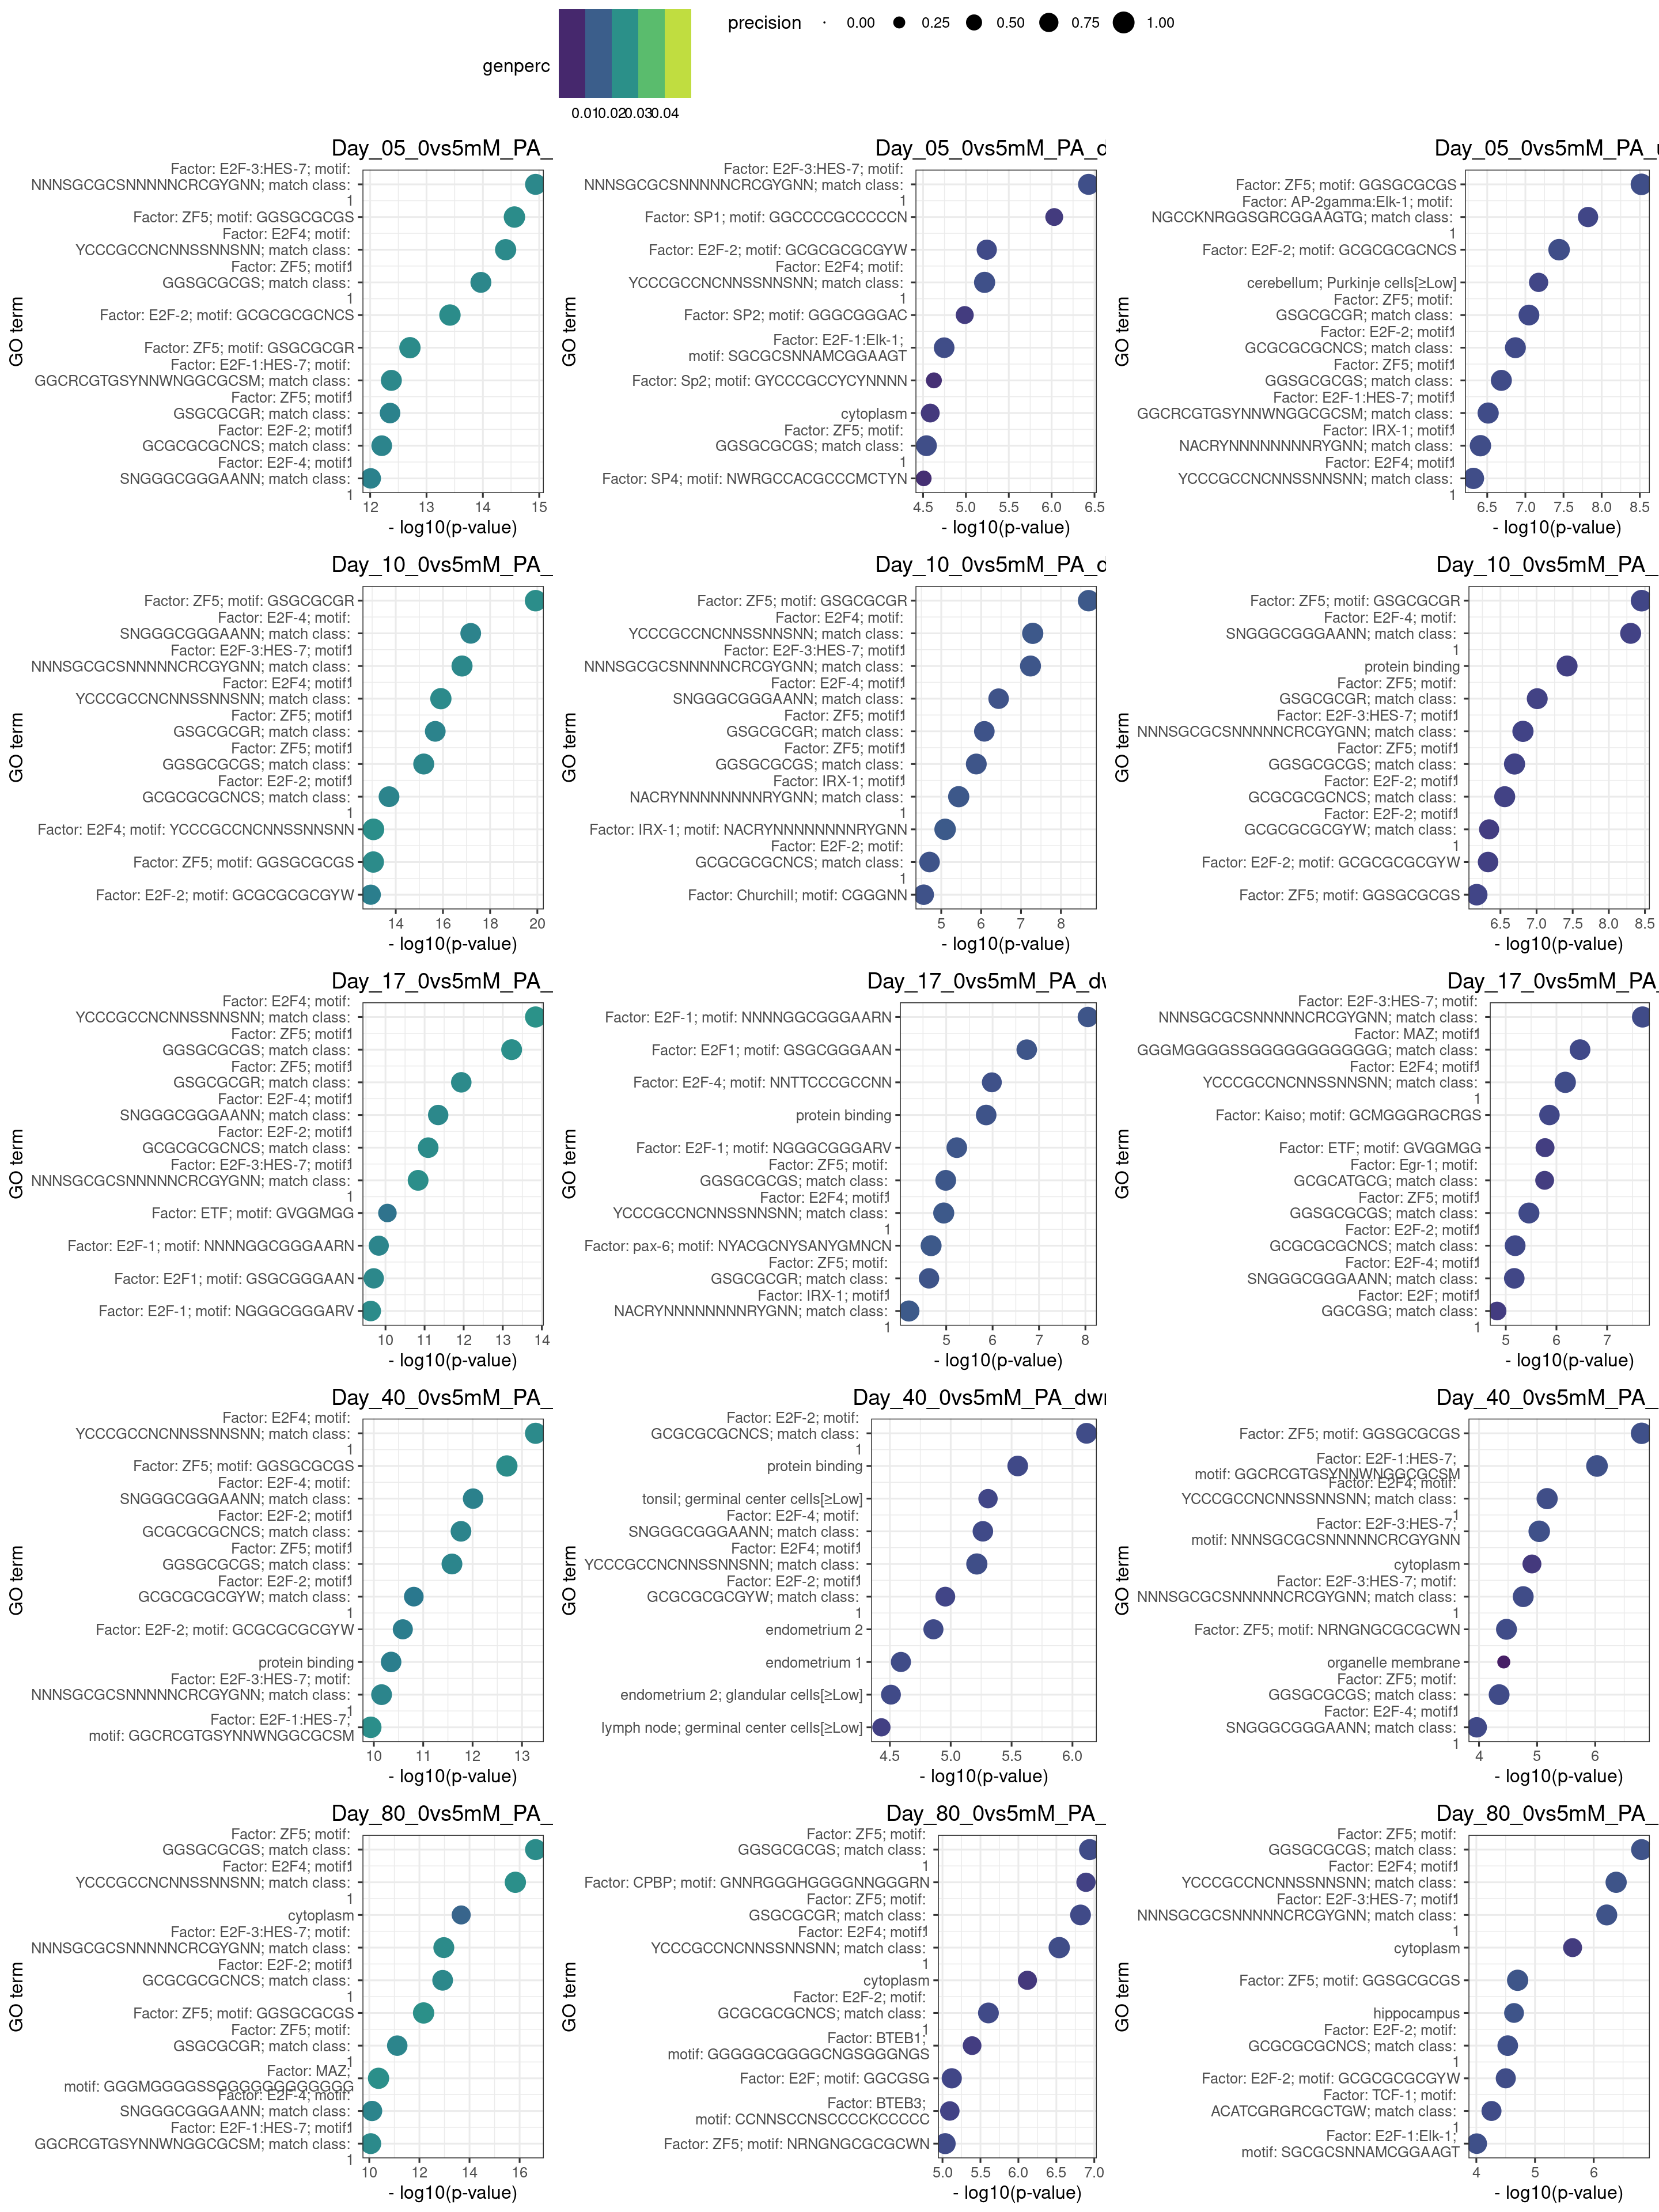 precision 0.00 0.25 0.50 0.75 1.00
genperc
0.01 0.02 0.03 0.04
Day_05_0vs5mM_PA_
GO term
Factor: E2F-3:HES-7; motif:
NNNSGCGCSNNNNNCRCGYGNN; match class:
1
Factor: ZF5; motif: GGSGCGCGS
Factor: E2F4; motif:
YCCCGCCNCNNSSNNSNN; match class:
1
Factor: ZF5; motif:
GGSGCGCGS; match class:
1
Factor: E2F-2; motif: GCGCGCGCNCS
Factor: ZF5; motif: GSGCGCGR
Factor: E2F-1:HES-7; motif:
GGCRCGTGSYNNWNGGCGCSM; match class:
1
Factor: ZF5; motif:
GSGCGCGR; match class:
1
Factor: E2F-2; motif:
GCGCGCGCNCS; match class:
1
Factor: E2F-4; motif:
SNGGGCGGGAANN; match class:
1
12 13 14 15
- log10(p-value)
Day_05_0vs5mM_PA_d
GO term
Factor: E2F-3:HES-7; motif:
NNNSGCGCSNNNNNCRCGYGNN; match class:
1
Factor: SP1; motif: GGCCCCGCCCCCN
Factor: E2F-2; motif: GCGCGCGCGYW
Factor: E2F4; motif:
YCCCGCCNCNNSSNNSNN; match class:
1
Factor: SP2; motif: GGGCGGGAC
Factor: E2F-1:Elk-1;
motif: SGCGCSNNAMCGGAAGT
Factor: Sp2; motif: GYCCCGCCYCYNNNN
cytoplasm
Factor: ZF5; motif:
GGSGCGCGS; match class:
1
Factor: SP4; motif: NWRGCCACGCCCMCTYN
4.5 5.0 5.5 6.0 6.5
- log10(p-value)
Day_05_0vs5mM_PA_u
GO term
Factor: ZF5; motif: GGSGCGCGS
Factor: AP-2gamma:Elk-1; motif:
NGCCKNRGGSGRCGGAAGTG; match class:
1
Factor: E2F-2; motif: GCGCGCGCNCS
cerebellum; Purkinje cells[≥Low]
Factor: ZF5; motif:
GSGCGCGR; match class:
1
Factor: E2F-2; motif:
GCGCGCGCNCS; match class:
1
Factor: ZF5; motif:
GGSGCGCGS; match class:
1
Factor: E2F-1:HES-7; motif:
GGCRCGTGSYNNWNGGCGCSM; match class:
1
Factor: IRX-1; motif:
NACRYNNNNNNNNRYGNN; match class:
1
Factor: E2F4; motif:
YCCCGCCNCNNSSNNSNN; match class:
1
6.5 7.0 7.5 8.0 8.5
- log10(p-value)
Day_10_0vs5mM_PA_
GO term
Factor: ZF5; motif: GSGCGCGR
Factor: E2F-4; motif:
SNGGGCGGGAANN; match class:
1
Factor: E2F-3:HES-7; motif:
NNNSGCGCSNNNNNCRCGYGNN; match class:
1
Factor: E2F4; motif:
YCCCGCCNCNNSSNNSNN; match class:
1
Factor: ZF5; motif:
GSGCGCGR; match class:
1
Factor: ZF5; motif:
GGSGCGCGS; match class:
1
Factor: E2F-2; motif:
GCGCGCGCNCS; match class:
1
Factor: E2F4; motif: YCCCGCCNCNNSSNNSNN
Factor: ZF5; motif: GGSGCGCGS
Factor: E2F-2; motif: GCGCGCGCGYW
14 16 18 20
- log10(p-value)
Day_10_0vs5mM_PA_d
GO term
Factor: ZF5; motif: GSGCGCGR
Factor: E2F4; motif:
YCCCGCCNCNNSSNNSNN; match class:
1
Factor: E2F-3:HES-7; motif:
NNNSGCGCSNNNNNCRCGYGNN; match class:
1
Factor: E2F-4; motif:
SNGGGCGGGAANN; match class:
1
Factor: ZF5; motif:
GSGCGCGR; match class:
1
Factor: ZF5; motif:
GGSGCGCGS; match class:
1
Factor: IRX-1; motif:
NACRYNNNNNNNNRYGNN; match class:
1
Factor: IRX-1; motif: NACRYNNNNNNNNRYGNN
Factor: E2F-2; motif:
GCGCGCGCNCS; match class:
1
Factor: Churchill; motif: CGGGNN
5 6 7 8
- log10(p-value)
Day_10_0vs5mM_PA_
GO term
Factor: ZF5; motif: GSGCGCGR
Factor: E2F-4; motif:
SNGGGCGGGAANN; match class:
1
protein binding
Factor: ZF5; motif:
GSGCGCGR; match class:
1
Factor: E2F-3:HES-7; motif:
NNNSGCGCSNNNNNCRCGYGNN; match class:
1
Factor: ZF5; motif:
GGSGCGCGS; match class:
1
Factor: E2F-2; motif:
GCGCGCGCNCS; match class:
1
Factor: E2F-2; motif:
GCGCGCGCGYW; match class:
1
Factor: E2F-2; motif: GCGCGCGCGYW
Factor: ZF5; motif: GGSGCGCGS
6.5 7.0 7.5 8.0 8.5
- log10(p-value)
Day_17_0vs5mM_PA_
GO term
Factor: E2F4; motif:
YCCCGCCNCNNSSNNSNN; match class:
1
Factor: ZF5; motif:
GGSGCGCGS; match class:
1
Factor: ZF5; motif:
GSGCGCGR; match class:
1
Factor: E2F-4; motif:
SNGGGCGGGAANN; match class:
1
Factor: E2F-2; motif:
GCGCGCGCNCS; match class:
1
Factor: E2F-3:HES-7; motif:
NNNSGCGCSNNNNNCRCGYGNN; match class:
1
Factor: ETF; motif: GVGGMGG
Factor: E2F-1; motif: NNNNGGCGGGAARN
Factor: E2F1; motif: GSGCGGGAAN
Factor: E2F-1; motif: NGGGCGGGARV
10 11 12 13 14
- log10(p-value)
Day_17_0vs5mM_PA_dv
GO term
Factor: E2F-1; motif: NNNNGGCGGGAARN
Factor: E2F1; motif: GSGCGGGAAN
Factor: E2F-4; motif: NNTTCCCGCCNN
protein binding
Factor: E2F-1; motif: NGGGCGGGARV
Factor: ZF5; motif:
GGSGCGCGS; match class:
1
Factor: E2F4; motif:
YCCCGCCNCNNSSNNSNN; match class:
1
Factor: pax-6; motif: NYACGCNYSANYGMNCN
Factor: ZF5; motif:
GSGCGCGR; match class:
1
Factor: IRX-1; motif:
NACRYNNNNNNNNRYGNN; match class:
1
5 6 7 8
- log10(p-value)
Day_17_0vs5mM_PA_
GO term
Factor: E2F-3:HES-7; motif:
NNNSGCGCSNNNNNCRCGYGNN; match class:
1
Factor: MAZ; motif:
GGGMGGGGSSGGGGGGGGGGGG; match class:
1
Factor: E2F4; motif:
YCCCGCCNCNNSSNNSNN; match class:
1
Factor: Kaiso; motif: GCMGGGRGCRGS
Factor: ETF; motif: GVGGMGG
Factor: Egr-1; motif:
GCGCATGCG; match class:
1
Factor: ZF5; motif:
GGSGCGCGS; match class:
1
Factor: E2F-2; motif:
GCGCGCGCNCS; match class:
1
Factor: E2F-4; motif:
SNGGGCGGGAANN; match class:
1
Factor: E2F; motif:
GGCGSG; match class:
1
5 6 7
- log10(p-value)
Day_40_0vs5mM_PA_
GO term
Factor: E2F4; motif:
YCCCGCCNCNNSSNNSNN; match class:
1
Factor: ZF5; motif: GGSGCGCGS
Factor: E2F-4; motif:
SNGGGCGGGAANN; match class:
1
Factor: E2F-2; motif:
GCGCGCGCNCS; match class:
1
Factor: ZF5; motif:
GGSGCGCGS; match class:
1
Factor: E2F-2; motif:
GCGCGCGCGYW; match class:
1
Factor: E2F-2; motif: GCGCGCGCGYW
protein binding
Factor: E2F-3:HES-7; motif:
NNNSGCGCSNNNNNCRCGYGNN; match class:
1
Factor: E2F-1:HES-7;
motif: GGCRCGTGSYNNWNGGCGCSM
10 11 12 13
- log10(p-value)
Day_40_0vs5mM_PA_dwr
GO term
Factor: E2F-2; motif:
GCGCGCGCNCS; match class:
1
protein binding
tonsil; germinal center cells[≥Low]
Factor: E2F-4; motif:
SNGGGCGGGAANN; match class:
1
Factor: E2F4; motif:
YCCCGCCNCNNSSNNSNN; match class:
1
Factor: E2F-2; motif:
GCGCGCGCGYW; match class:
1
endometrium 2
endometrium 1
endometrium 2; glandular cells[≥Low]
lymph node; germinal center cells[≥Low]
4.5 5.0 5.5 6.0
- log10(p-value)
Day_40_0vs5mM_PA_
GO term
Factor: ZF5; motif: GGSGCGCGS
Factor: E2F-1:HES-7;
motif: GGCRCGTGSYNNWNGGCGCSM
Factor: E2F4; motif:
YCCCGCCNCNNSSNNSNN; match class:
1
Factor: E2F-3:HES-7;
motif: NNNSGCGCSNNNNNCRCGYGNN
cytoplasm
Factor: E2F-3:HES-7; motif:
NNNSGCGCSNNNNNCRCGYGNN; match class:
1
Factor: ZF5; motif: NRNGNGCGCGCWN
organelle membrane
Factor: ZF5; motif:
GGSGCGCGS; match class:
1
Factor: E2F-4; motif:
SNGGGCGGGAANN; match class:
1
4 5 6
- log10(p-value)
Day_80_0vs5mM_PA_
GO term
Factor: ZF5; motif:
GGSGCGCGS; match class:
1
Factor: E2F4; motif:
YCCCGCCNCNNSSNNSNN; match class:
1
cytoplasm
Factor: E2F-3:HES-7; motif:
NNNSGCGCSNNNNNCRCGYGNN; match class:
1
Factor: E2F-2; motif:
GCGCGCGCNCS; match class:
1
Factor: ZF5; motif: GGSGCGCGS
Factor: ZF5; motif:
GSGCGCGR; match class:
1
Factor: MAZ;
motif: GGGMGGGGSSGGGGGGGGGGGG
Factor: E2F-4; motif:
SNGGGCGGGAANN; match class:
1
Factor: E2F-1:HES-7; motif:
GGCRCGTGSYNNWNGGCGCSM; match class:
1
10 12 14 16
- log10(p-value)
Day_80_0vs5mM_PA_
GO term
Factor: ZF5; motif:
GGSGCGCGS; match class:
1
Factor: CPBP; motif: GNNRGGGHGGGGNNGGGRN
Factor: ZF5; motif:
GSGCGCGR; match class:
1
Factor: E2F4; motif:
YCCCGCCNCNNSSNNSNN; match class:
1
cytoplasm
Factor: E2F-2; motif:
GCGCGCGCNCS; match class:
1
Factor: BTEB1;
motif: GGGGGCGGGGCNGSGGGNGS
Factor: E2F; motif: GGCGSG
Factor: BTEB3;
motif: CCNNSCCNSCCCCKCCCCC
Factor: ZF5; motif: NRNGNGCGCGCWN
5.0 5.5 6.0 6.5 7.0
- log10(p-value)
Day_80_0vs5mM_PA_
GO term
Factor: ZF5; motif:
GGSGCGCGS; match class:
1
Factor: E2F4; motif:
YCCCGCCNCNNSSNNSNN; match class:
1
Factor: E2F-3:HES-7; motif:
NNNSGCGCSNNNNNCRCGYGNN; match class:
1
cytoplasm
Factor: ZF5; motif: GGSGCGCGS
hippocampus
Factor: E2F-2; motif:
GCGCGCGCNCS; match class:
1
Factor: E2F-2; motif: GCGCGCGCGYW
Factor: TCF-1; motif:
ACATCGRGRCGCTGW; match class:
1
Factor: E2F-1:Elk-1;
motif: SGCGCSNNAMCGGAAGT
4 5 6
- log10(p-value)